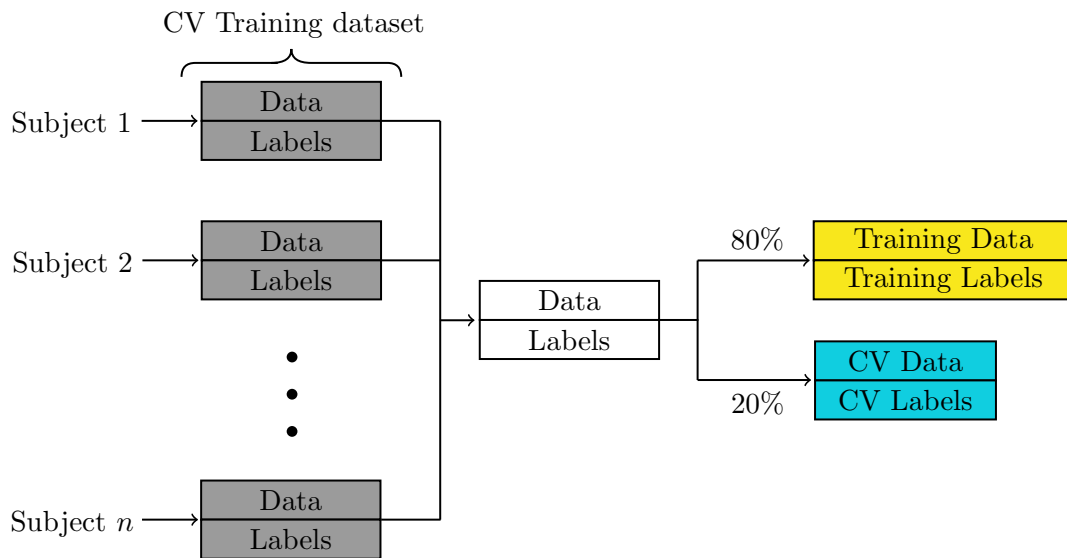 CV Training dataset
Subject 1
Data
Labels
Subject 2
Data
Labels
Data
Labels
80%
Training Data
Training Labels
20%
CV Data
CV Labels
Subject n
Data
Labels